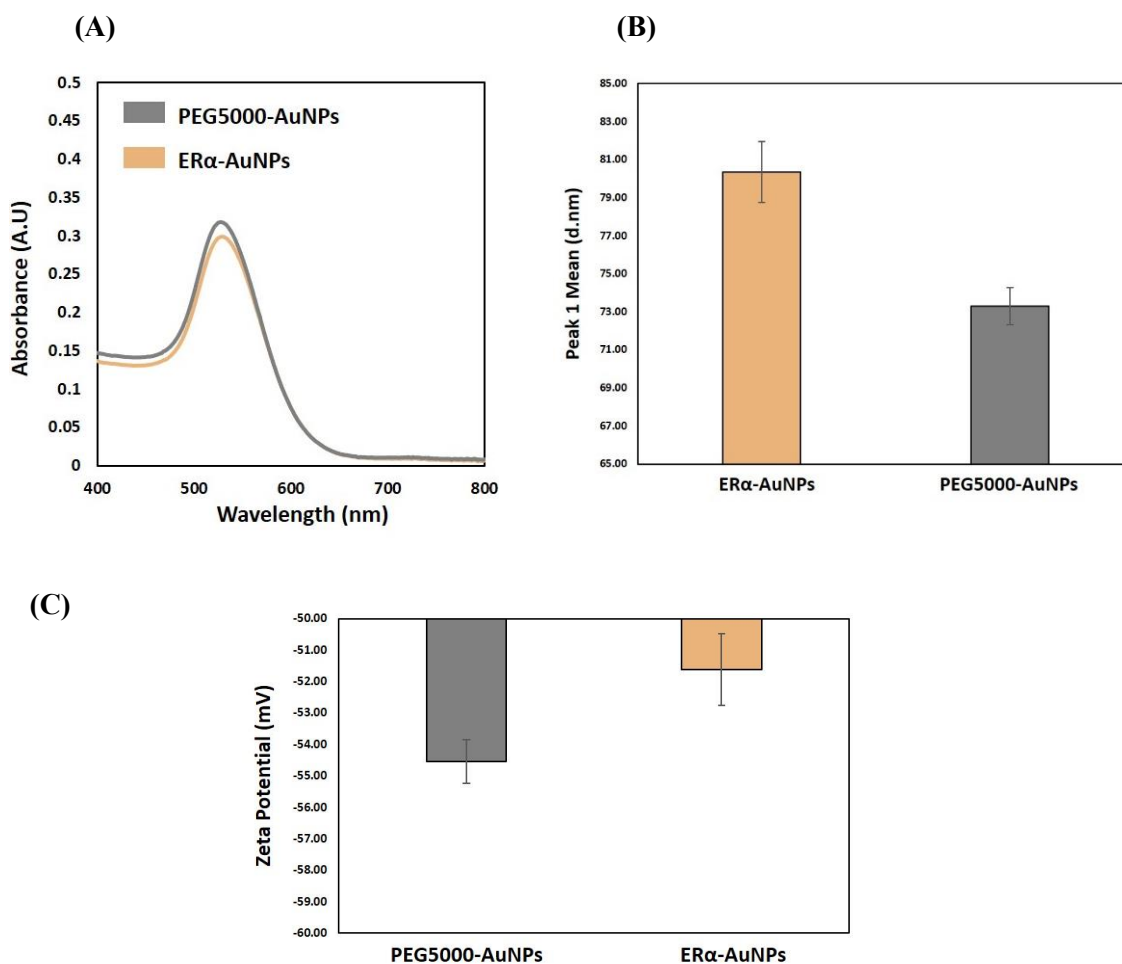 (A)
0.5
0.45
0.4
0.35
0.3
0.25
0.2
0.15
0.1
0.05
0
Absorbance (A.U)
PEG5000-AuNPs
ERα-AuNPs
400 500 600 700 800
Wavelength (nm)
(B)
85.00
83.00
81.00
79.00
77.00
75.00
73.00
71.00
69.00
67.00
65.00
Peak 1 Mean (d.nm)
ERα-AuNPs PEG5000-AuNPs
(C)
-50.00
-51.00
-52.00
-53.00
-54.00
-55.00
-56.00
-57.00
-58.00
-59.00
-60.00
Zeta Potential (mV)
PEG5000-AuNPs ERα-AuNPs